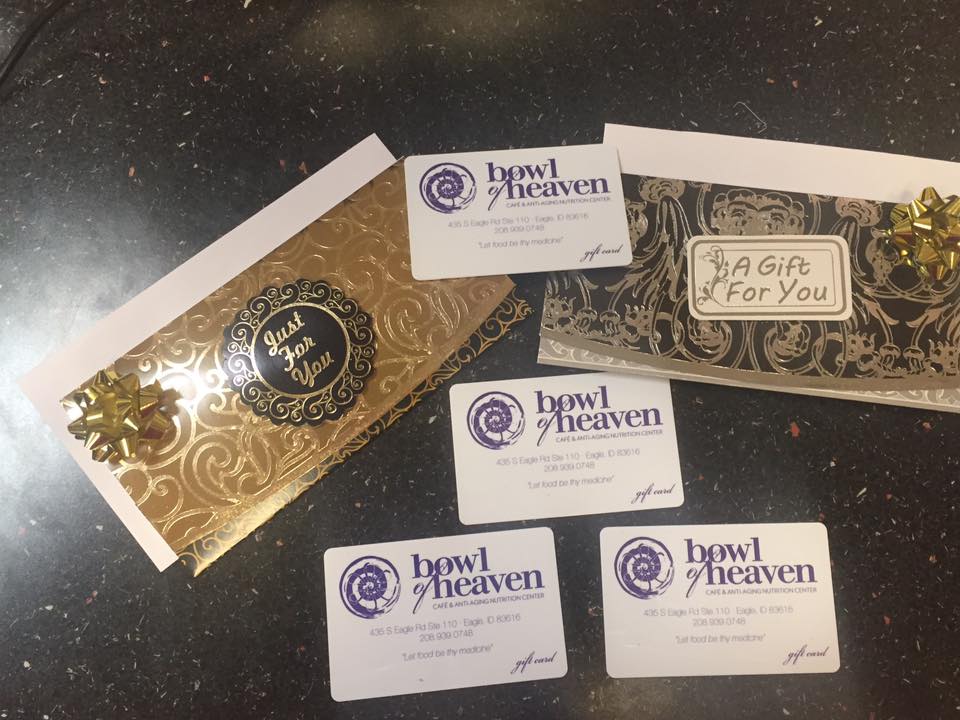 bowl
of heaven
CAFÉ & ANTI-AGING NUTRITION CENTER
435 S Eagle Rd Ste 110 · Eagle, ID 83616
208.939.0748
"Let food be thy medicine"
gift card
A Gift
For You
Just
For
You
bowl
of heaven
CAFÉ & ANTI-AGING NUTRITION CENTER
435 S Eagle Rd Ste 110 · Eagle, ID 83616
208.939.0748
"Let food be thy medicine"
gift card
bowl
of heaven
CAFÉ & ANTI-AGING NUTRITION CENTER
435 S Eagle Rd Ste 110 · Eagle, ID 83616
208.939.0748
"Let food be thy medicine"
gift card
bowl
of heaven
CAFÉ & ANTI-AGING NUTRITION CENTER
435 S Eagle Rd Ste 110 · Eagle, ID 83616
208.939.0748
"Let food be thy medicine"
gift card